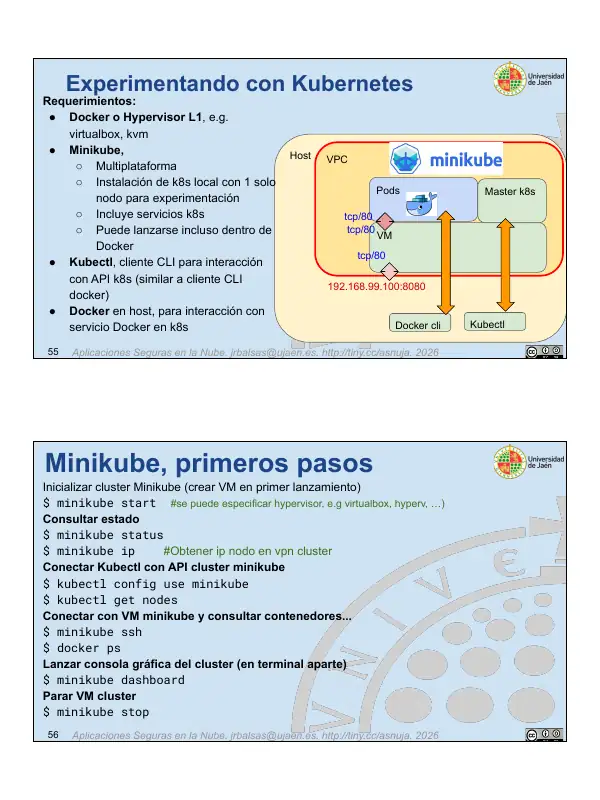 Experimentando con Kubernetes
Universidad
de Jaén
Requerimientos:
● Docker o Hypervisor L1, e.g.
virtualbox, kvm
● Minikube,
○ Multiplataforma
○ Instalación de k8s local con 1 solo
nodo para experimentación
○ Incluye servicios k8s
○ Puede lanzarse incluso dentro de
Docker
● Kubectl, cliente CLI para interacción
con API k8s (similar a cliente CLI
docker)
● Docker en host, para interacción con
servicio Docker en k8s
Host
VPC
minikube
Pods
Master k8s
tcp/80
tcp/80
VM
tcp/80
192.168.99.100:8080
Docker cli
Kubectl
55 Aplicaciones Seguras en la Nube. jrbalsas@ujaen.es. http://tiny.cc/asnuja. 2026
Minikube, primeros pasos
Universidad
de Jaén
Inicializar cluster Minikube (crear VM en primer lanzamiento)
$ minikube start #se puede especificar hypervisor, e.g virtualbox, hyperv, …)
Consultar estado
$ minikube status
$ minikube ip #Obtener ip nodo en vpn cluster
Conectar Kubectl con API cluster minikube
$ kubectl config use minikube
$ kubectl get nodes
Conectar con VM minikube y consultar contenedores...
$ minikube ssh
$ docker ps
Lanzar consola gráfica del cluster (en terminal aparte)
$ minikube dashboard
Parar VM cluster
$ minikube stop
56 Aplicaciones Seguras en la Nube. jrbalsas@ujaen.es. http://tiny.cc/asnuja. 2026